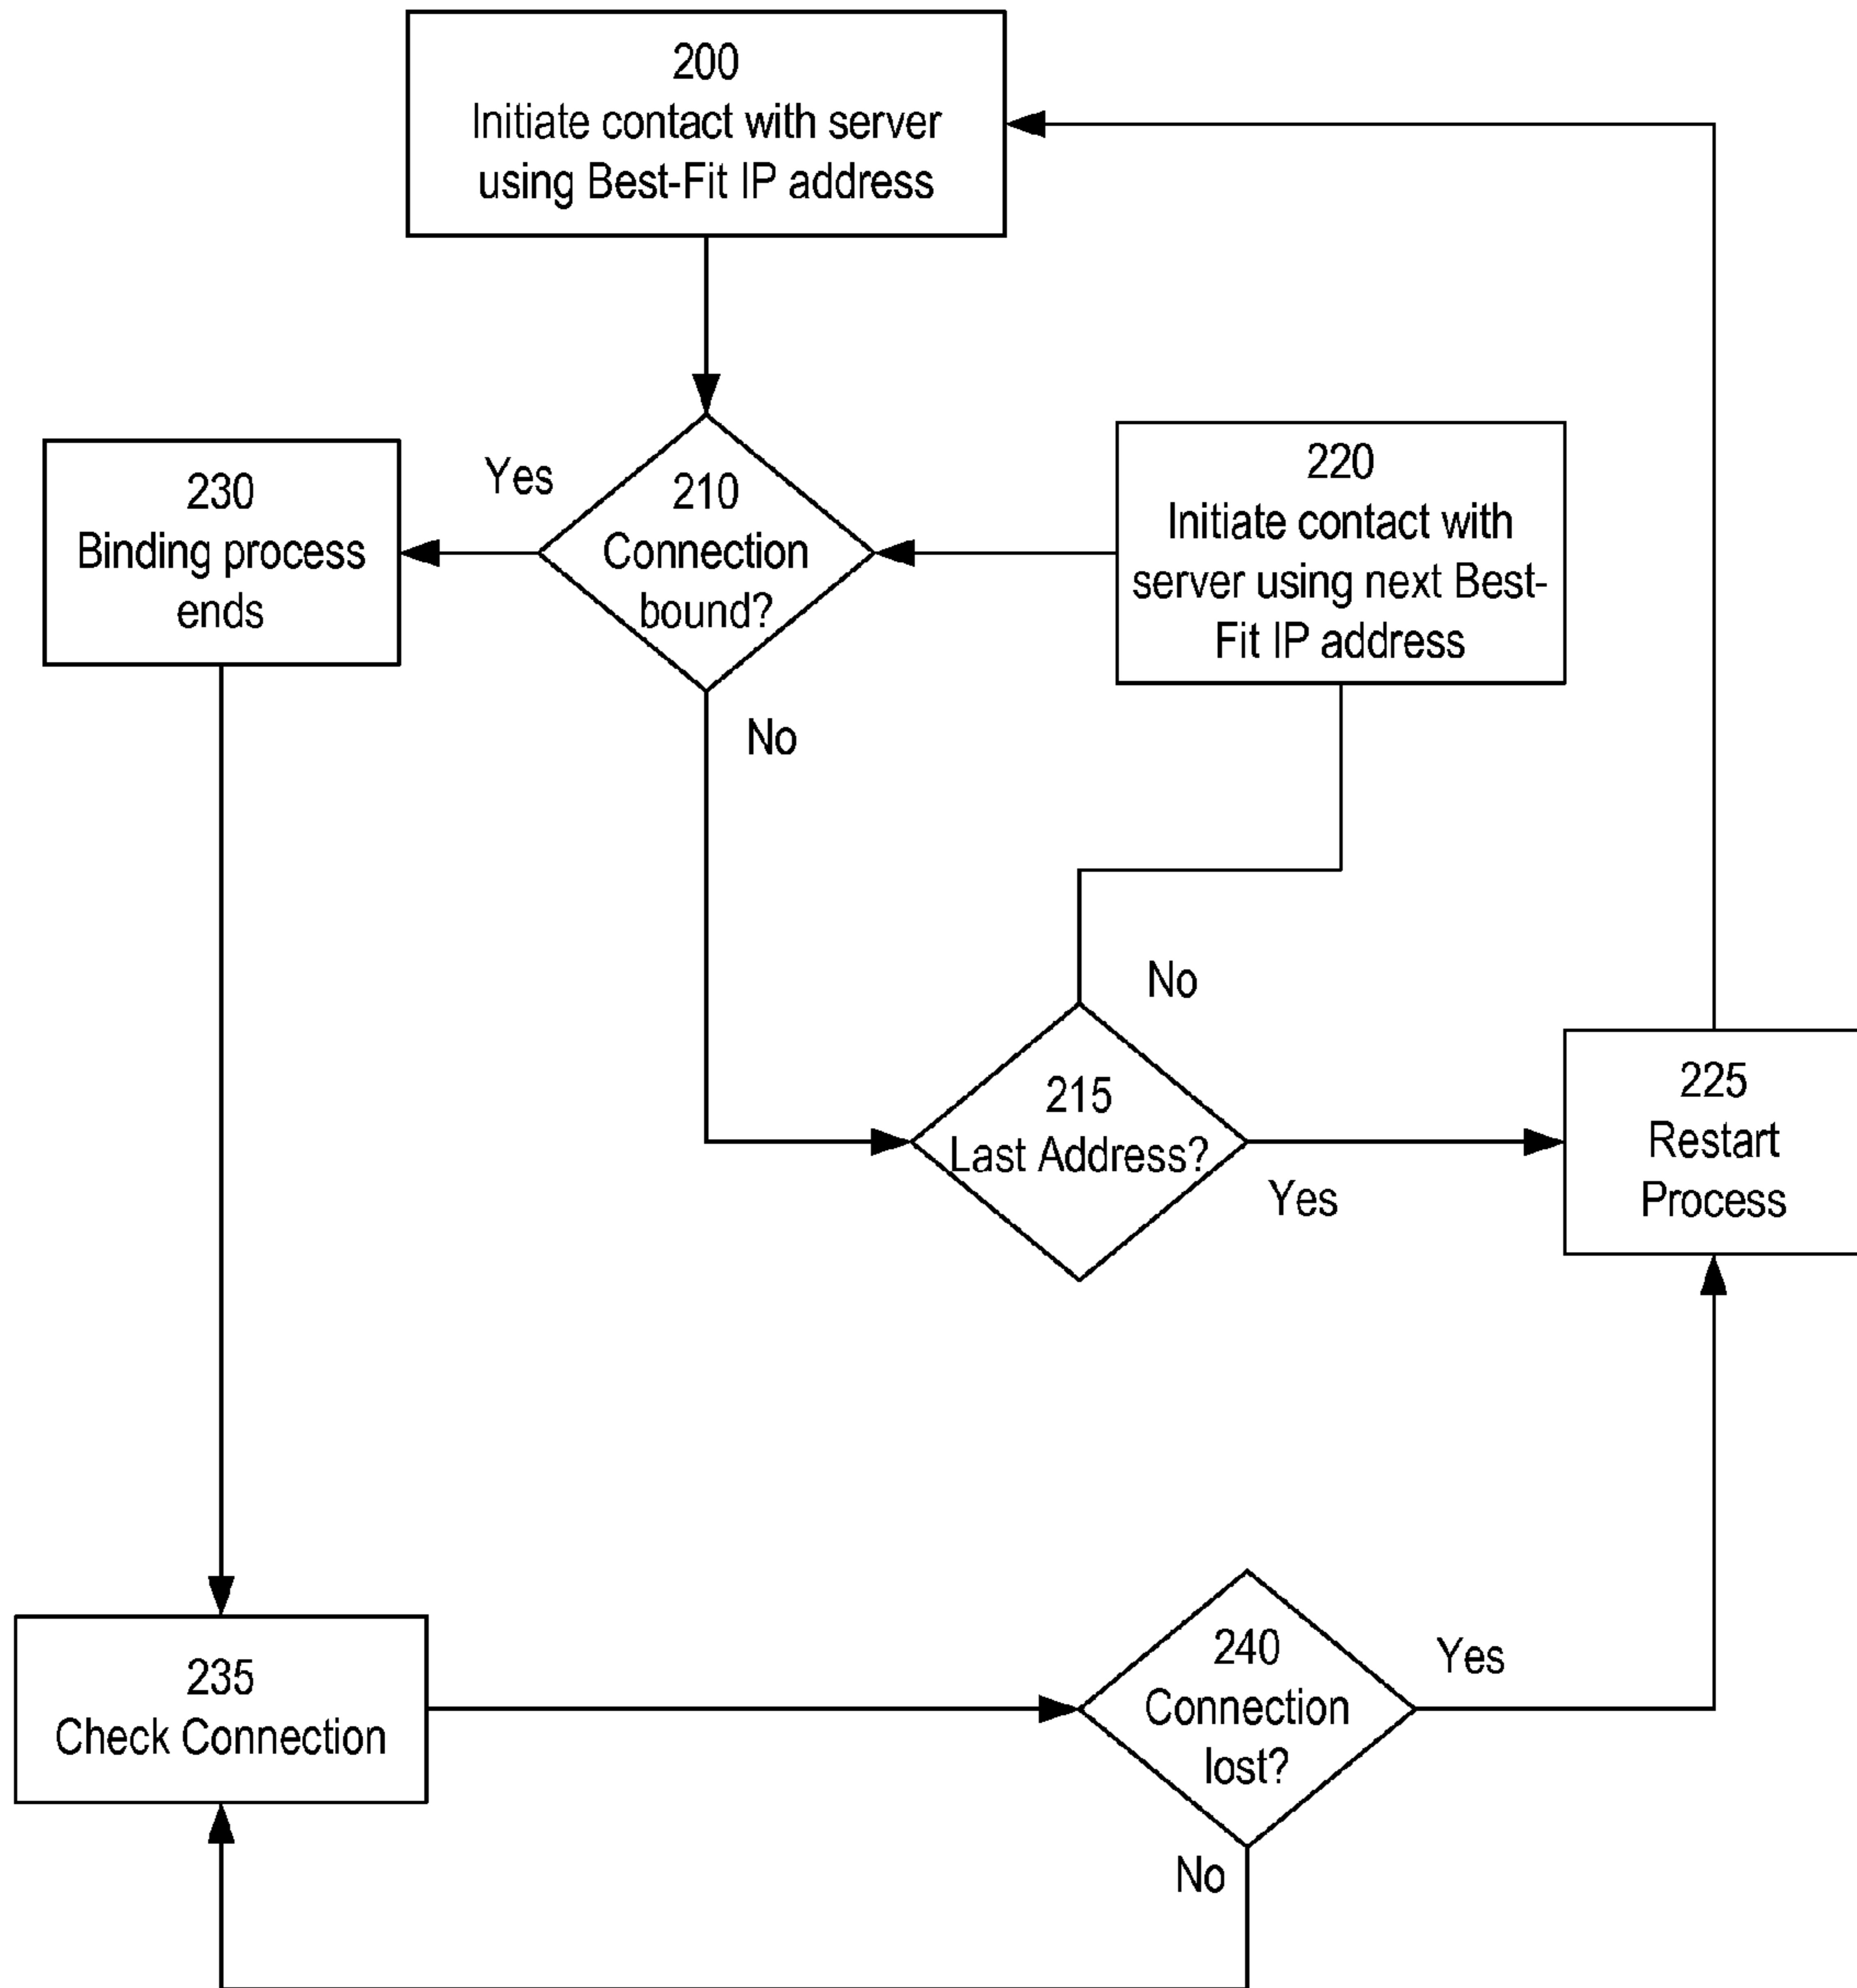 200
Initiate contact with server
using Best-Fit IP address
Yes
230
Binding process
ends
210
Connection
bound?
220
Initiate contact with
server using next Best-
Fit IP address
No
No
215
Last Address?
Yes
225
Restart
Process
235
Check Connection
240
Connection
lost?
Yes
No